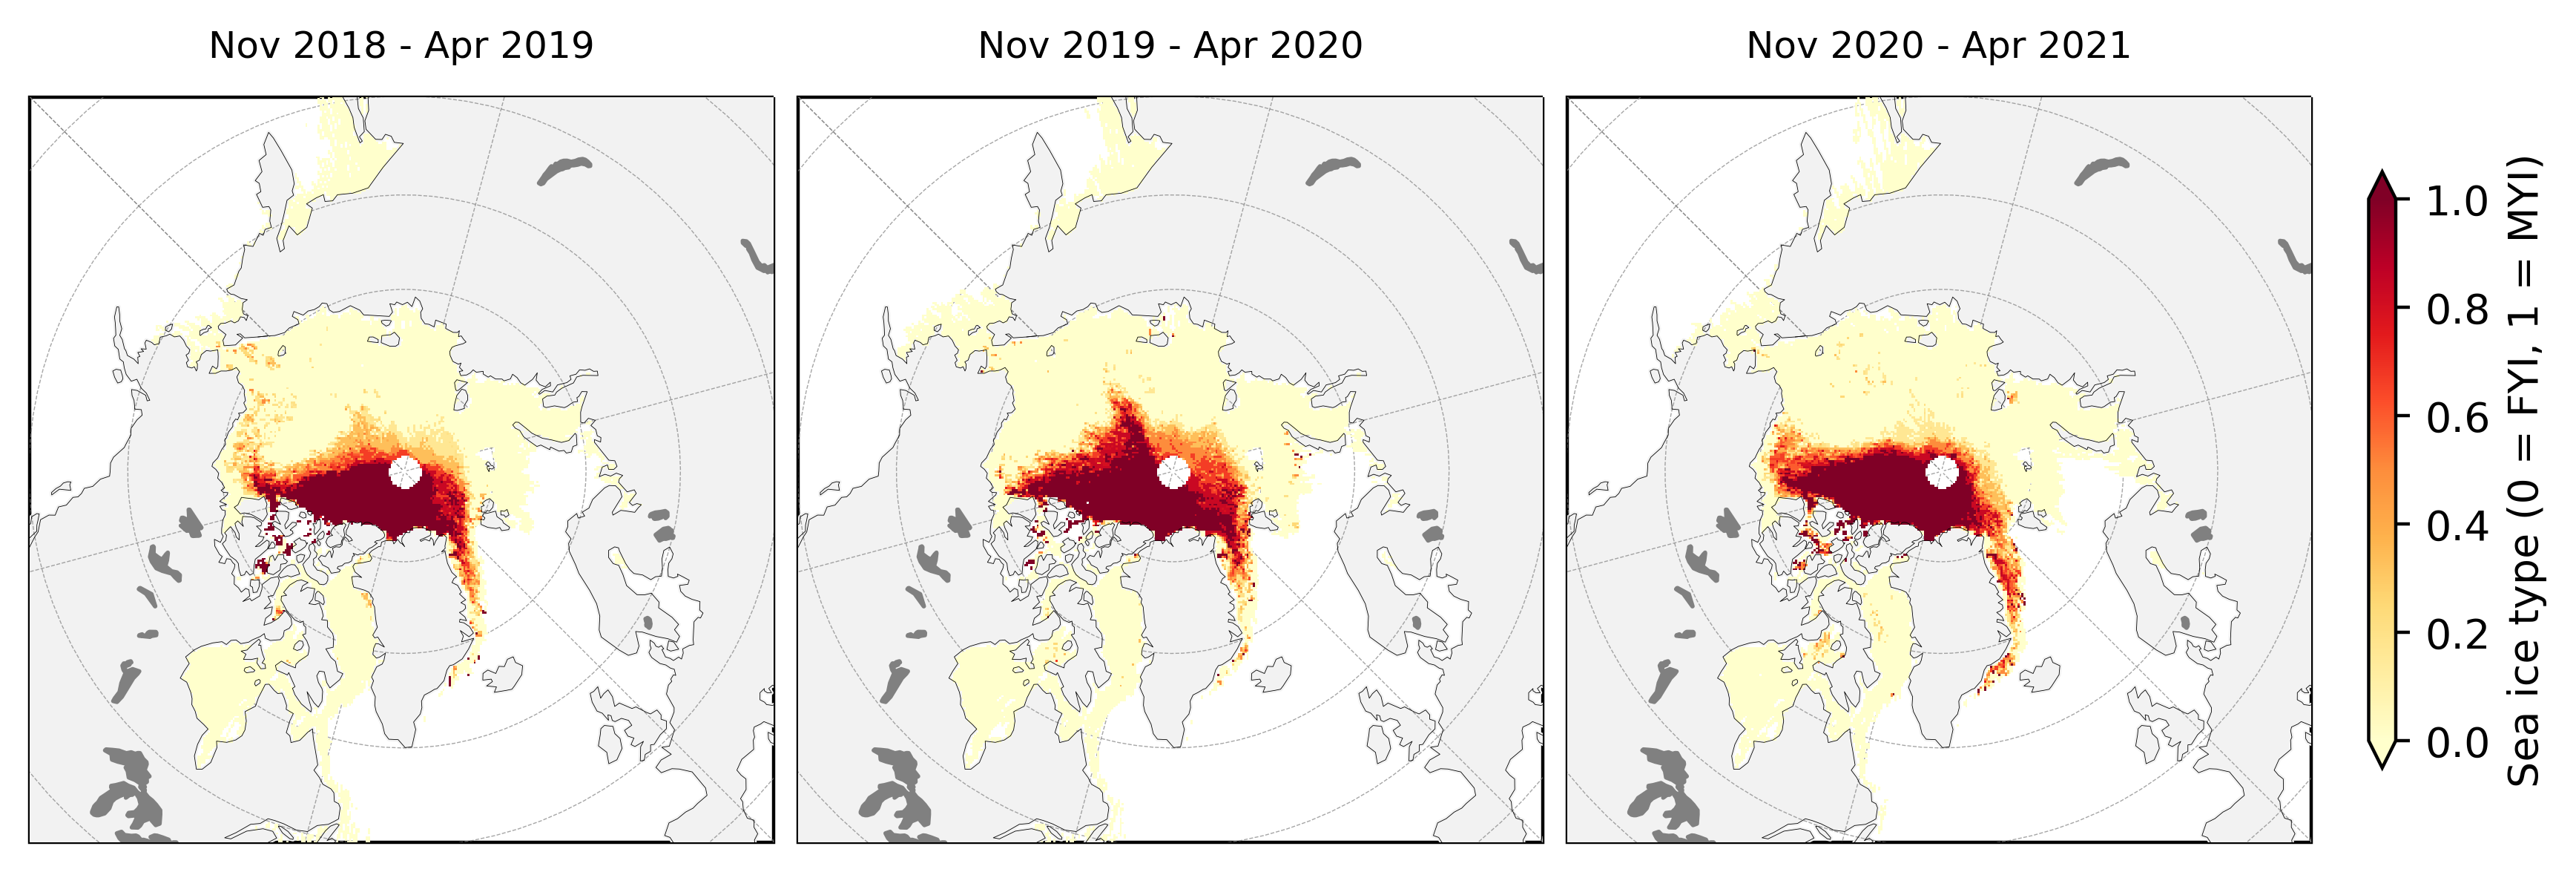 Nov 2018 - Apr 2019
Nov 2019 - Apr 2020
Nov 2020 - Apr 2021
1.0
0.8
0.6
0.4
0.2
0.0
Sea ice type (0 = FYI, 1 = MYI)